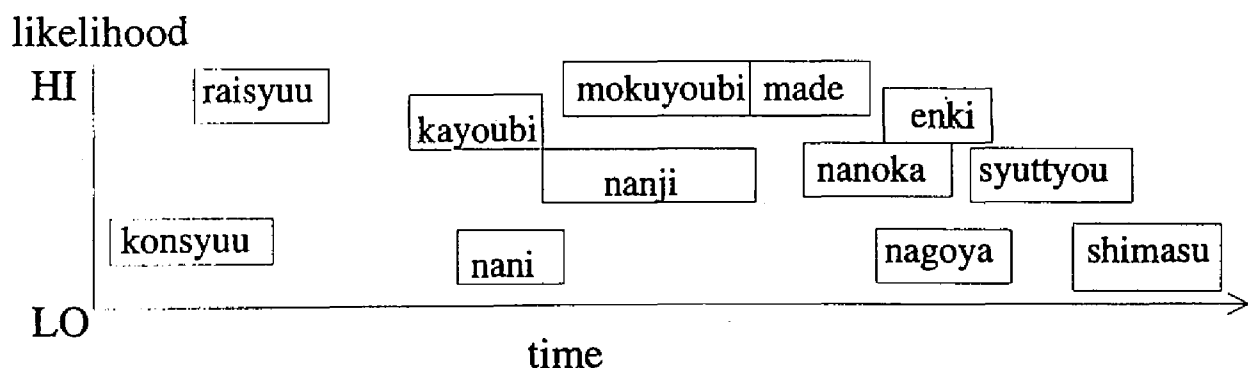 likelihood
HI raisyuu mokuyoubi made
kayoubi enki
nanji nanoka syuttyou
konsyuu nani nagoya shimasu
LO
time